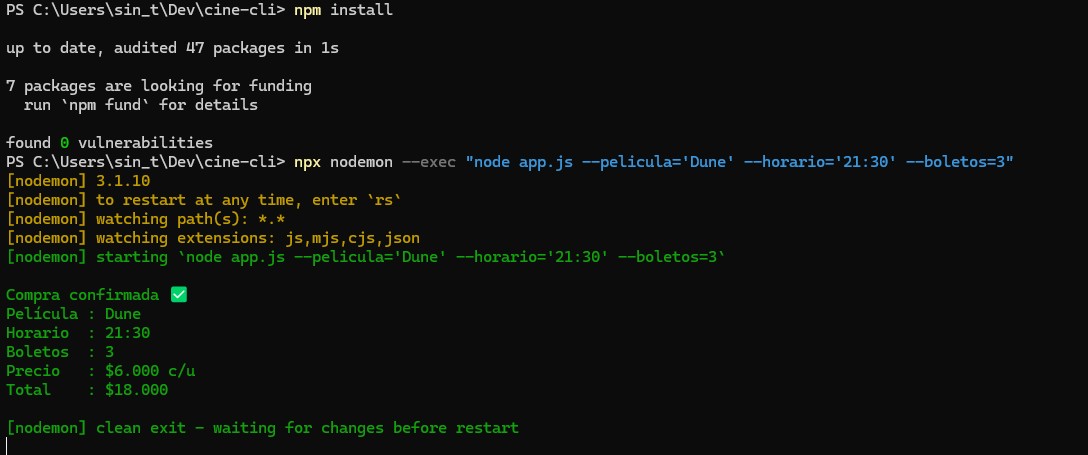 PS C:\Users\sin_t\Dev\cine-cli> npm install
up to date, audited 47 packages in 1s
7 packages are looking for funding
  run `npm fund` for details
found 0 vulnerabilities
PS C:\Users\sin_t\Dev\cine-cli> npx nodemon --exec "node app.js --pelicula='Dune' --horario='21:30' --boletos=3"
[nodemon] 3.1.10
[nodemon] to restart at any time, enter `rs`
[nodemon] watching path(s): *.*
[nodemon] watching extensions: js,mjs,cjs,json
[nodemon] starting `node app.js --pelicula='Dune' --horario='21:30' --boletos=3`
Compra confirmada ✅
Película : Dune
Horario  : 21:30
Boletos  : 3
Precio   : $6.000 c/u
Total    : $18.000
[nodemon] clean exit - waiting for changes before restart